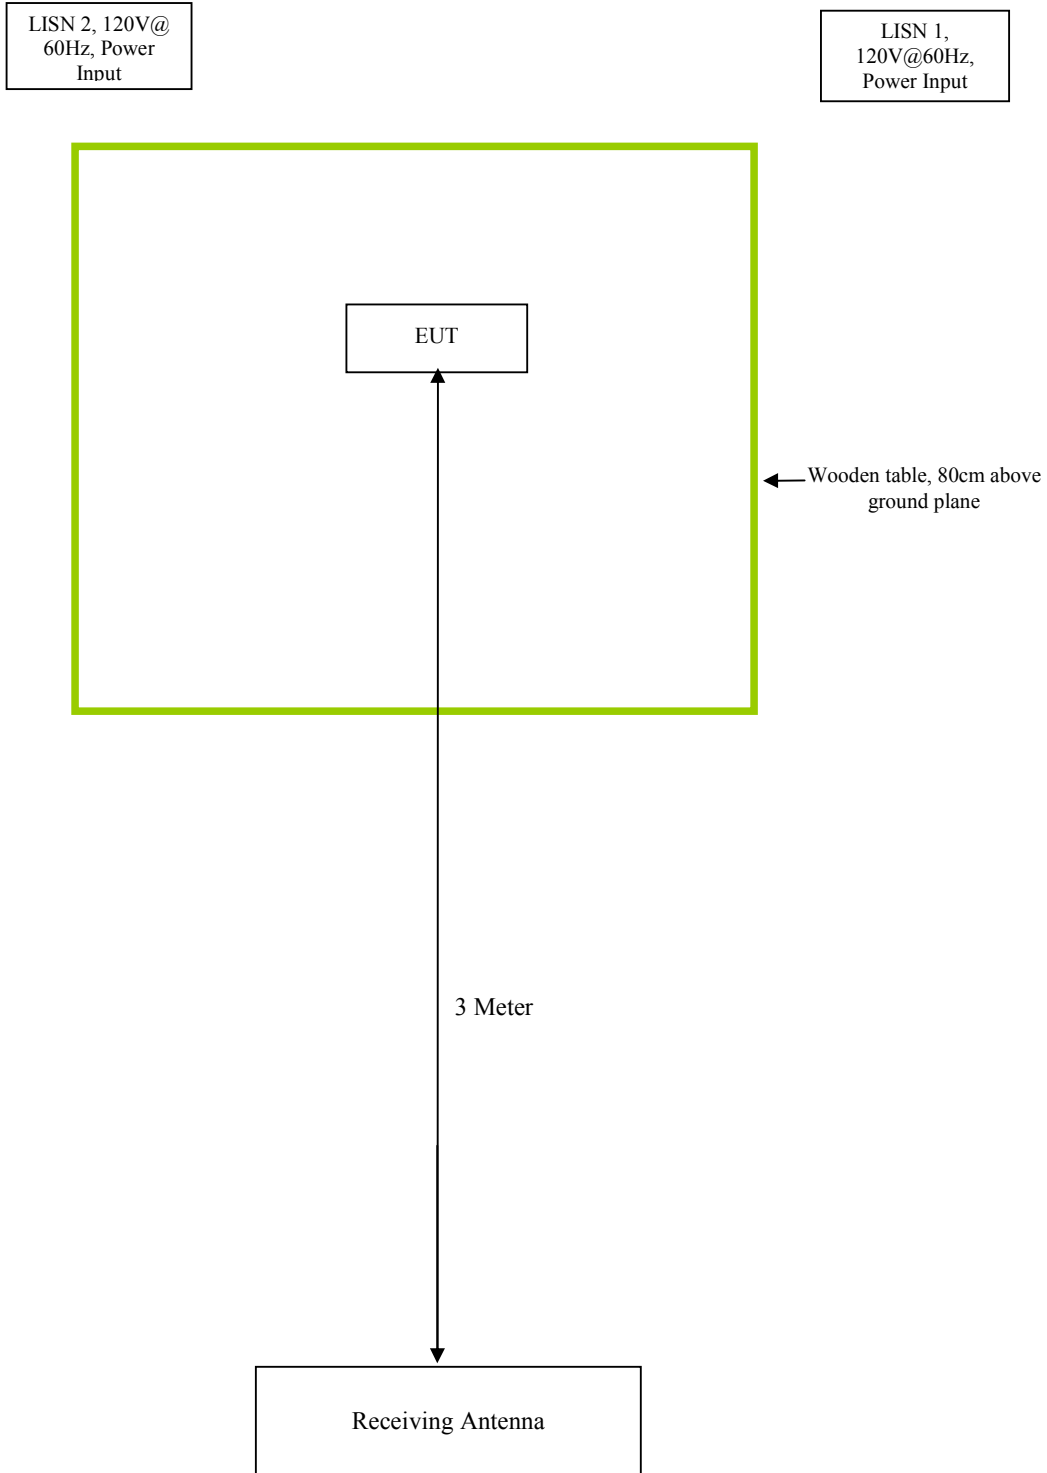 LISN 2, 120V@
60Hz, Power
Input
LISN 1,
120V@60Hz,
Power Input
EUT
Wooden table, 80cm above
ground plane
3 Meter
Receiving Antenna